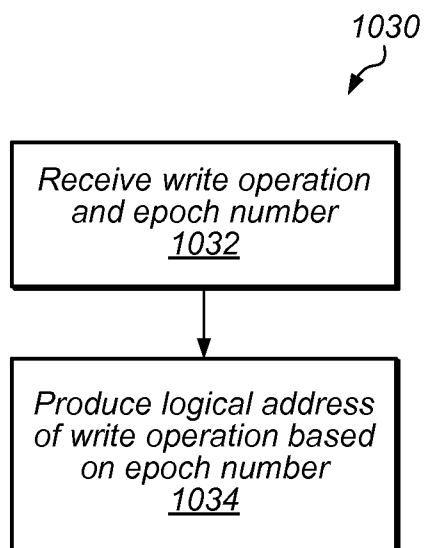 1030
Receive write operation
and epoch number
1032
Produce logical address
of write operation based
on epoch number
1034